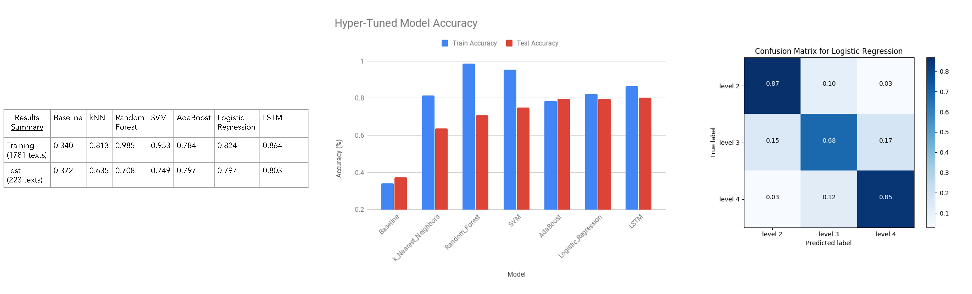 Results Baseline kNN Random SVM AdaBoost Logistic LSTM
Summary Forest Regression
Training 0.340 0.813 0.985 0.953 0.784 0.824 0.864
(1781 texts)
Test 0.372 0.635 0.708 0.749 0.797 0.797 0.803
(223 texts)
Hyper-Tuned Model Accuracy
Train Accuracy Test Accuracy
1
0.8
0.6
0.4
0.2
Accuracy (%)
Baseline
k_Nearest_Neighbors
Random_Forest
SVM
AdaBoost
Logistic_Regression
LSTM
Model
Confusion Matrix for Logistic Regression
level 2 0.87 0.10 0.03
level 3 0.15 0.68 0.17
level 4 0.03 0.12 0.85
True label
level 2 level 3 level 4
Predicted label
0.8
0.7
0.6
0.5
0.4
0.3
0.2
0.1